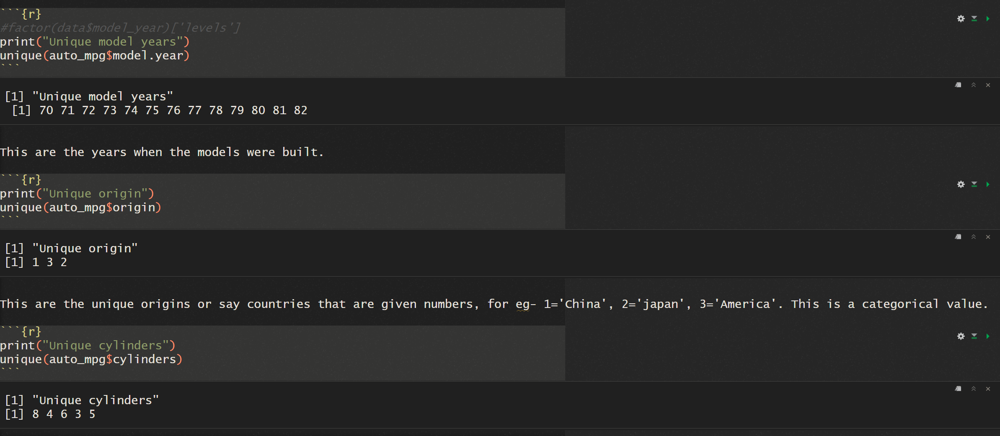 ```{r}
#factor(data$model_year)['levels']
print("Unique model years")
unique(auto_mpg$model.year)
```
[1] "Unique model years"
 [1] 70 71 72 73 74 75 76 77 78 79 80 81 82
This are the years when the models were built.
```{r}
print("Unique origin")
unique(auto_mpg$origin)
```
[1] "Unique origin"
[1] 1 3 2
This are the unique origins or say countries that are given numbers, for eg- 1='China', 2='japan', 3='America'. This is a categorical value.
```{r}
print("Unique cylinders")
unique(auto_mpg$cylinders)
```
[1] "Unique cylinders"
[1] 8 4 6 3 5